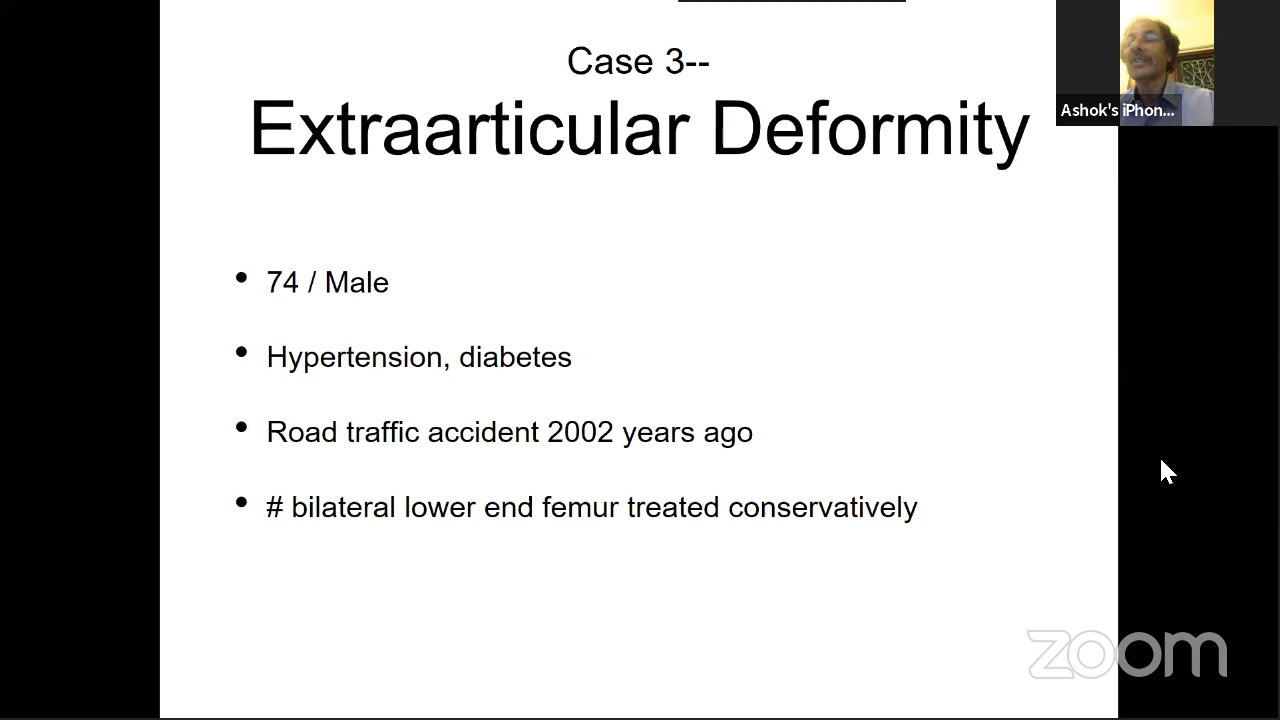 Case 3--
Extraarticular Deformity
Ashok's iPhon...
• 74 / Male
• Hypertension, diabetes
• Road traffic accident 2002 years ago
• # bilateral lower end femur treated conservatively
zoom